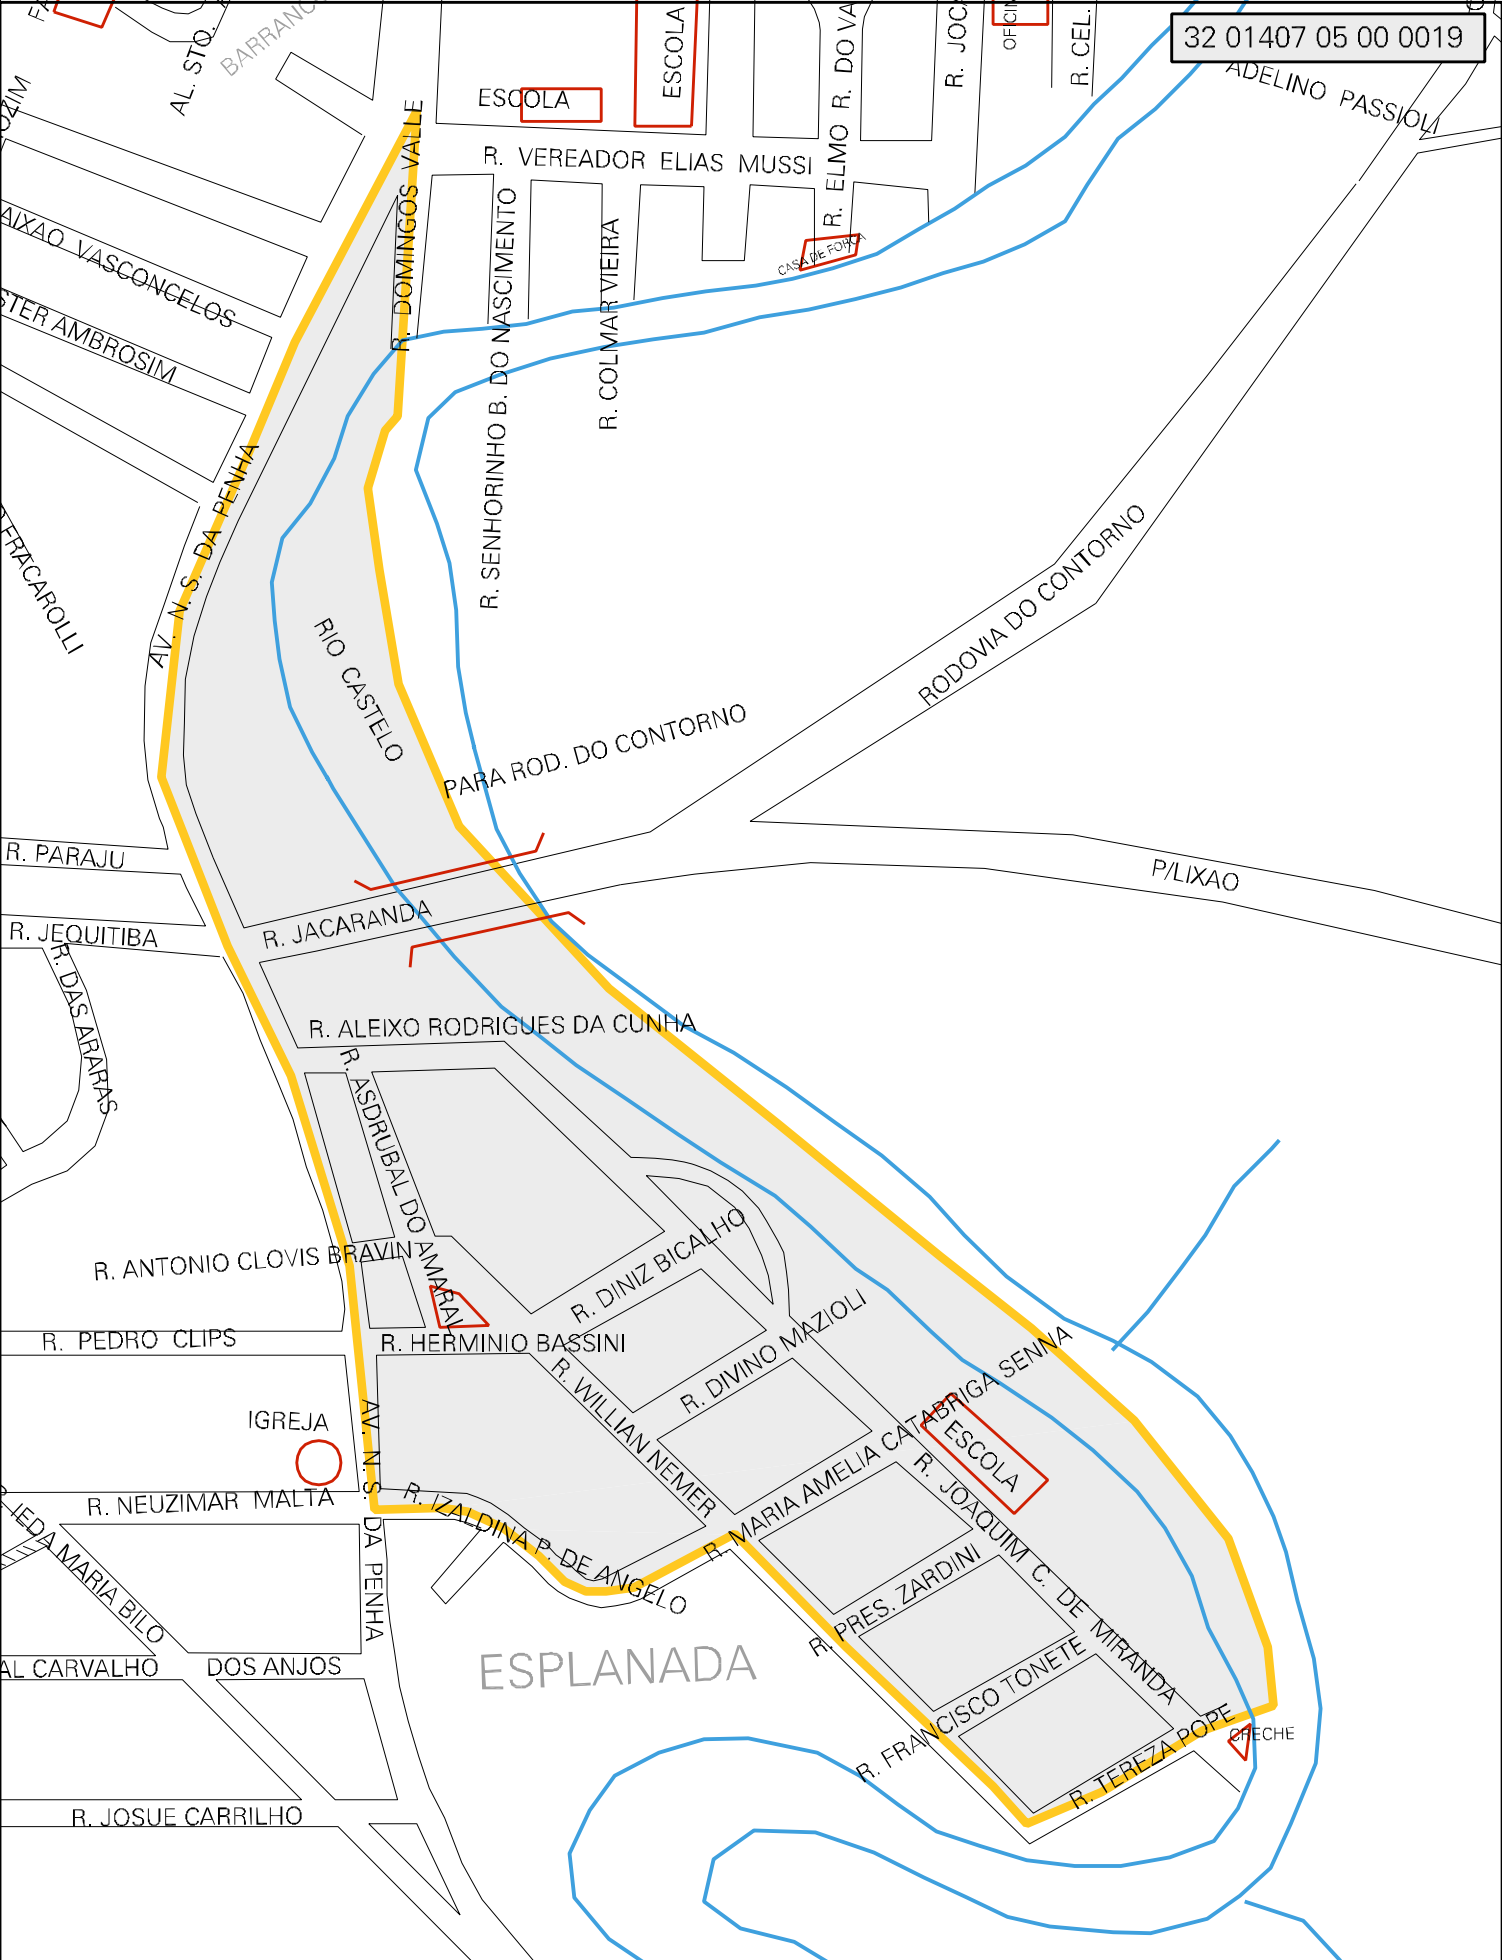 32 01407 05 00 0019
AL. STO.
ESCOLA
ESCOLA
R. CEL.
ADELINO PASSIOLI
R. VEREADOR ELIAS MUSSI
R. ELMO R. DO VA
R. DOMINGOS VALLE
R. SENHORINHO B. DO NASCIMENTO
R. COLMAR VIEIRA
CASA DE FORCA
AIXAO VASCONCELOS
STER AMBROSIM
AV. N. S. DA PENHA
FRACAROLLI
RIO CASTELO
RODOVIA DO CONTORNO
PARA ROD. DO CONTORNO
R. PARAJU
P/LIXAO
R. JEQUITIBA
R. JACARANDA
R. DAS ARARAS
R. ALEIXO RODRIGUES DA CUNHA
R. ASDRUBAL DO AMARAL
R. ANTONIO CLOVIS BRAVIN
R. DINIZ BICALHO
R. PEDRO CLIPS
R. HERMINIO BASSINI
R. DIVINO MAZIOLI
R. WILLIAN NEMER
R. MARIA AMELIA CATABRIGA SENNA
IGREJA
ESCOLA
AV. N. S. DA PENHA
R. NEUZIMAR MALTA
R. IZALDINA P. DE ANGELO
R. JOAQUIM C. DE MIRANDA
IEDA MARIA BILO
R. PRES. ZARDINI
ESPLANADA
AL CARVALHO DOS ANJOS
R. FRANCISCO TONETE
R. TEREZA POPE
CRECHE
R. JOSUE CARRILHO